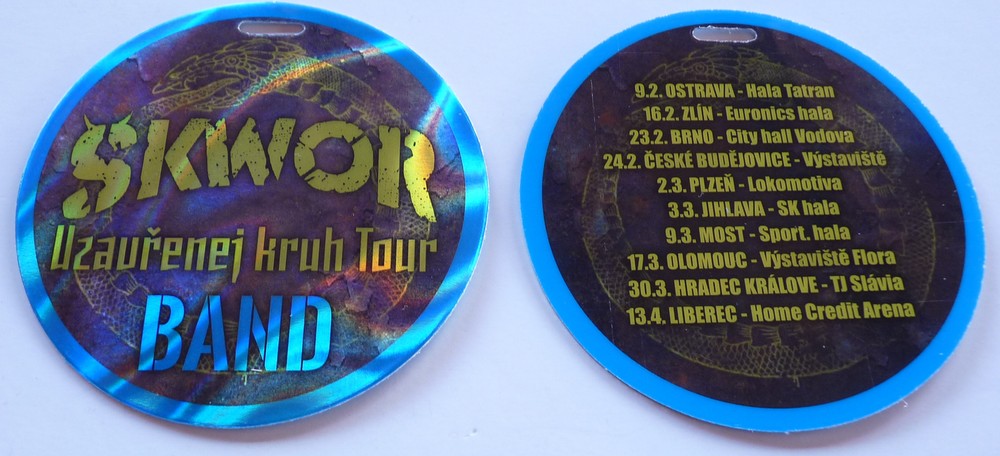 ŠKWOR
Uzavřenej kruh Tour
BAND
9.2. OSTRAVA - Hala Tatran
16.2. ZLÍN - Euronics hala
23.2. BRNO - City hall Vodova
24.2. ČESKÉ BUDĚJOVICE - Výstaviště
2.3. PLZEŇ - Lokomotiva
3.3. JIHLAVA - SK hala
9.3. MOST - Sport. hala
17.3. OLOMOUC - Výstaviště Flora
30.3. HRADEC KRÁLOVE - TJ Slávia
13.4. LIBEREC - Home Credit Arena